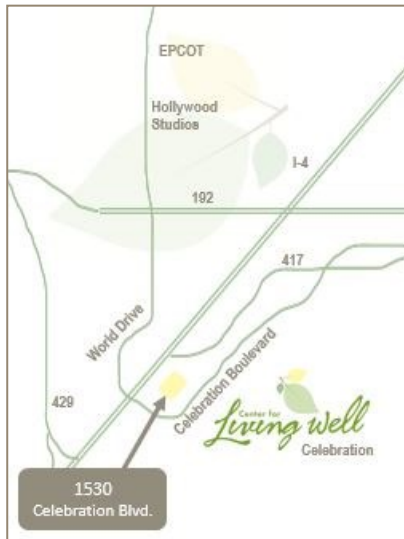 EPCOT
Hollywood
Studios
I-4
192
417
World Drive
Celebration Boulevard
429
Center for
Living well
Celebration
1530
Celebration Blvd.